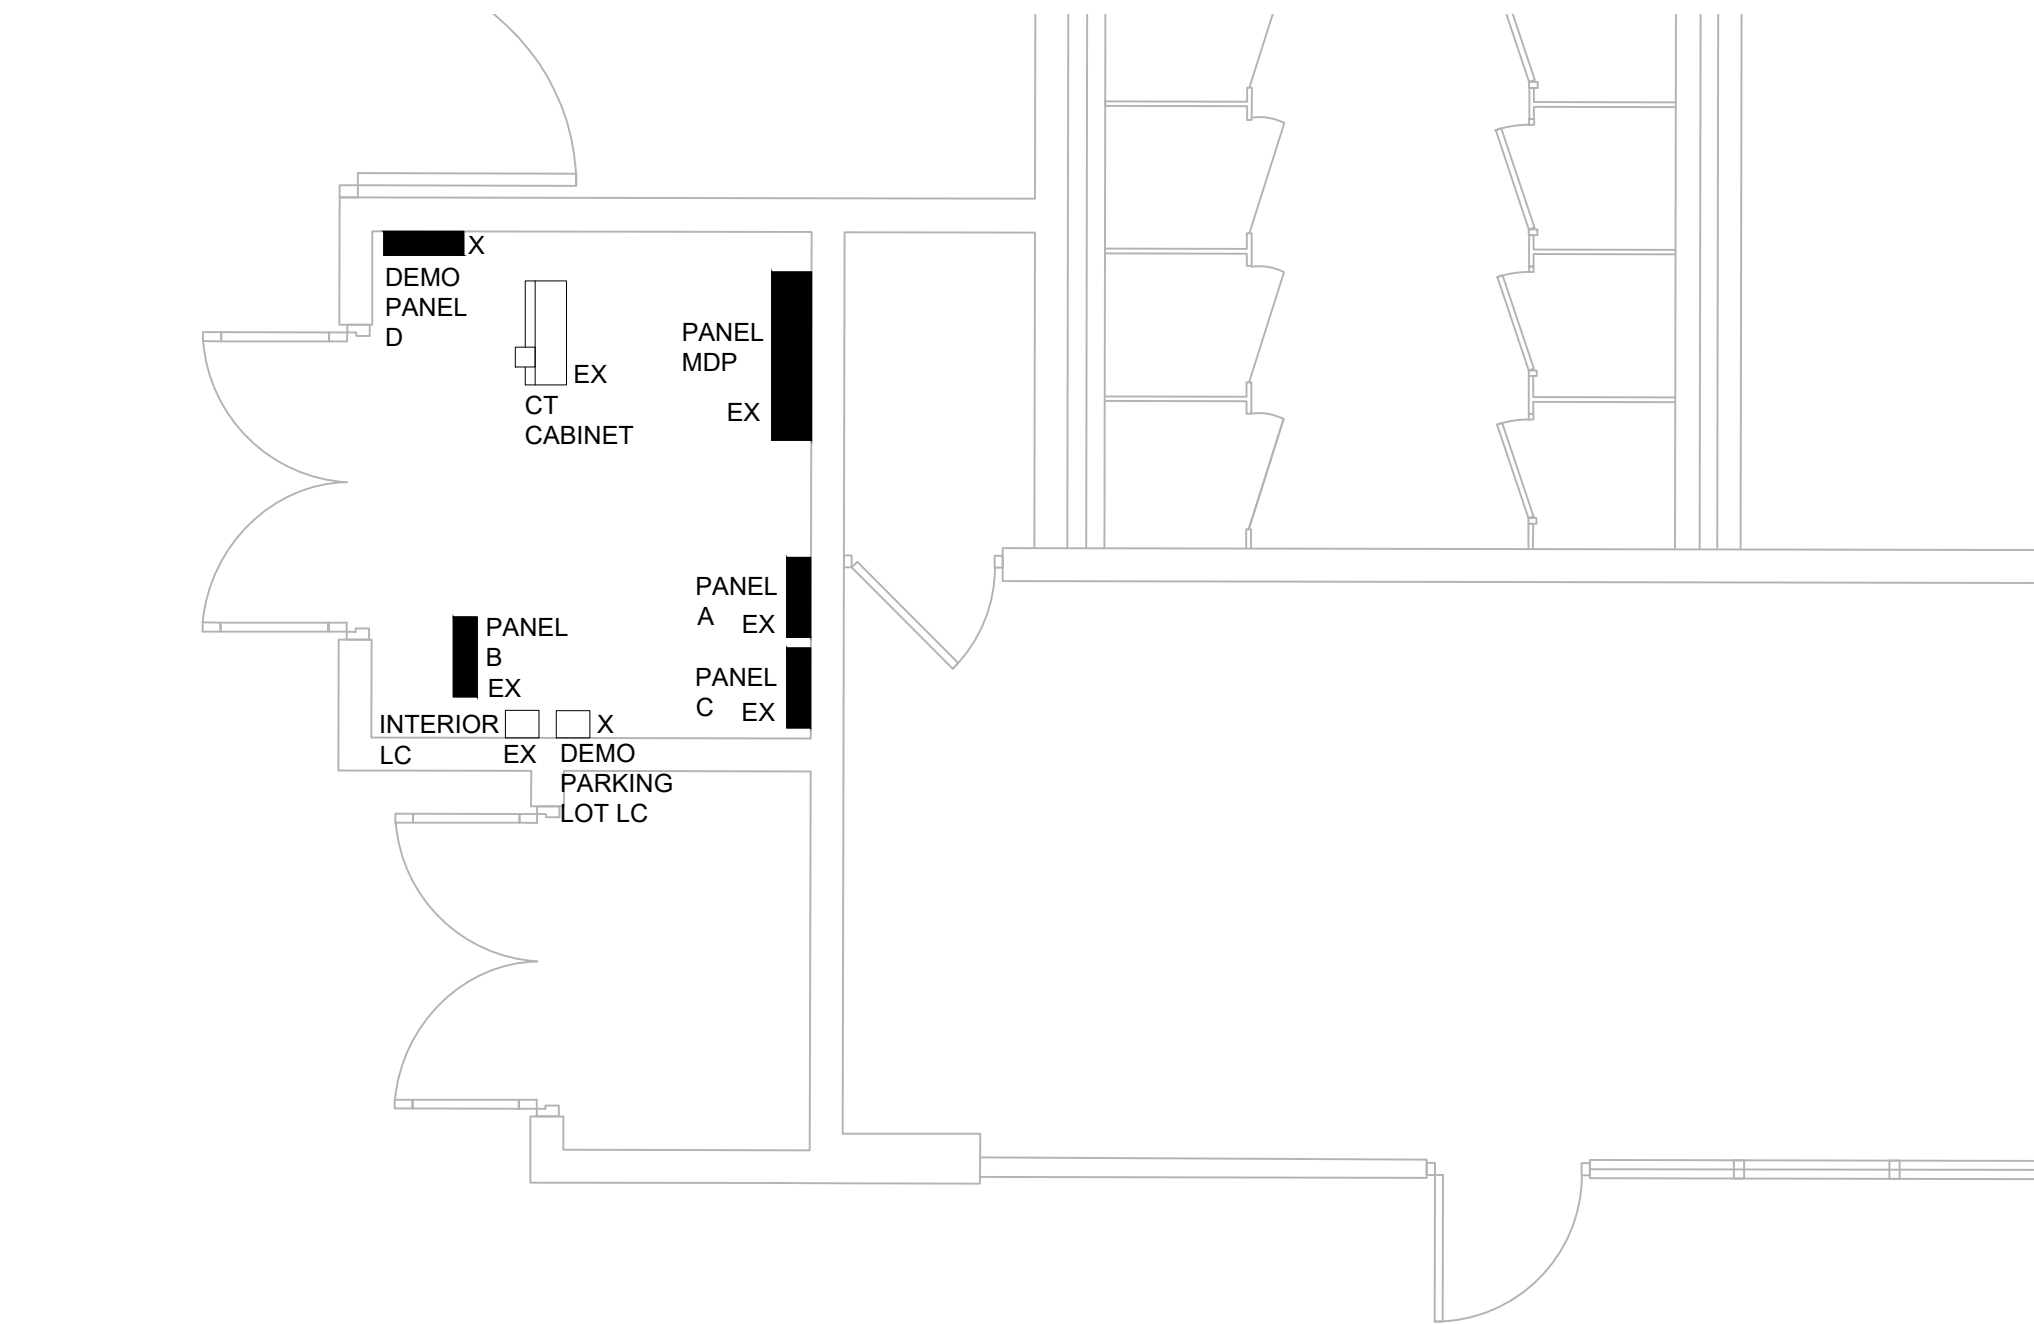 X
DEMO
PANEL
D
EX
CT
CABINET
PANEL
MDP
EX
PANEL
A
EX
PANEL
B
EX
PANEL
C
EX
INTERIOR
LC
EX
X
DEMO
PARKING
LOT LC